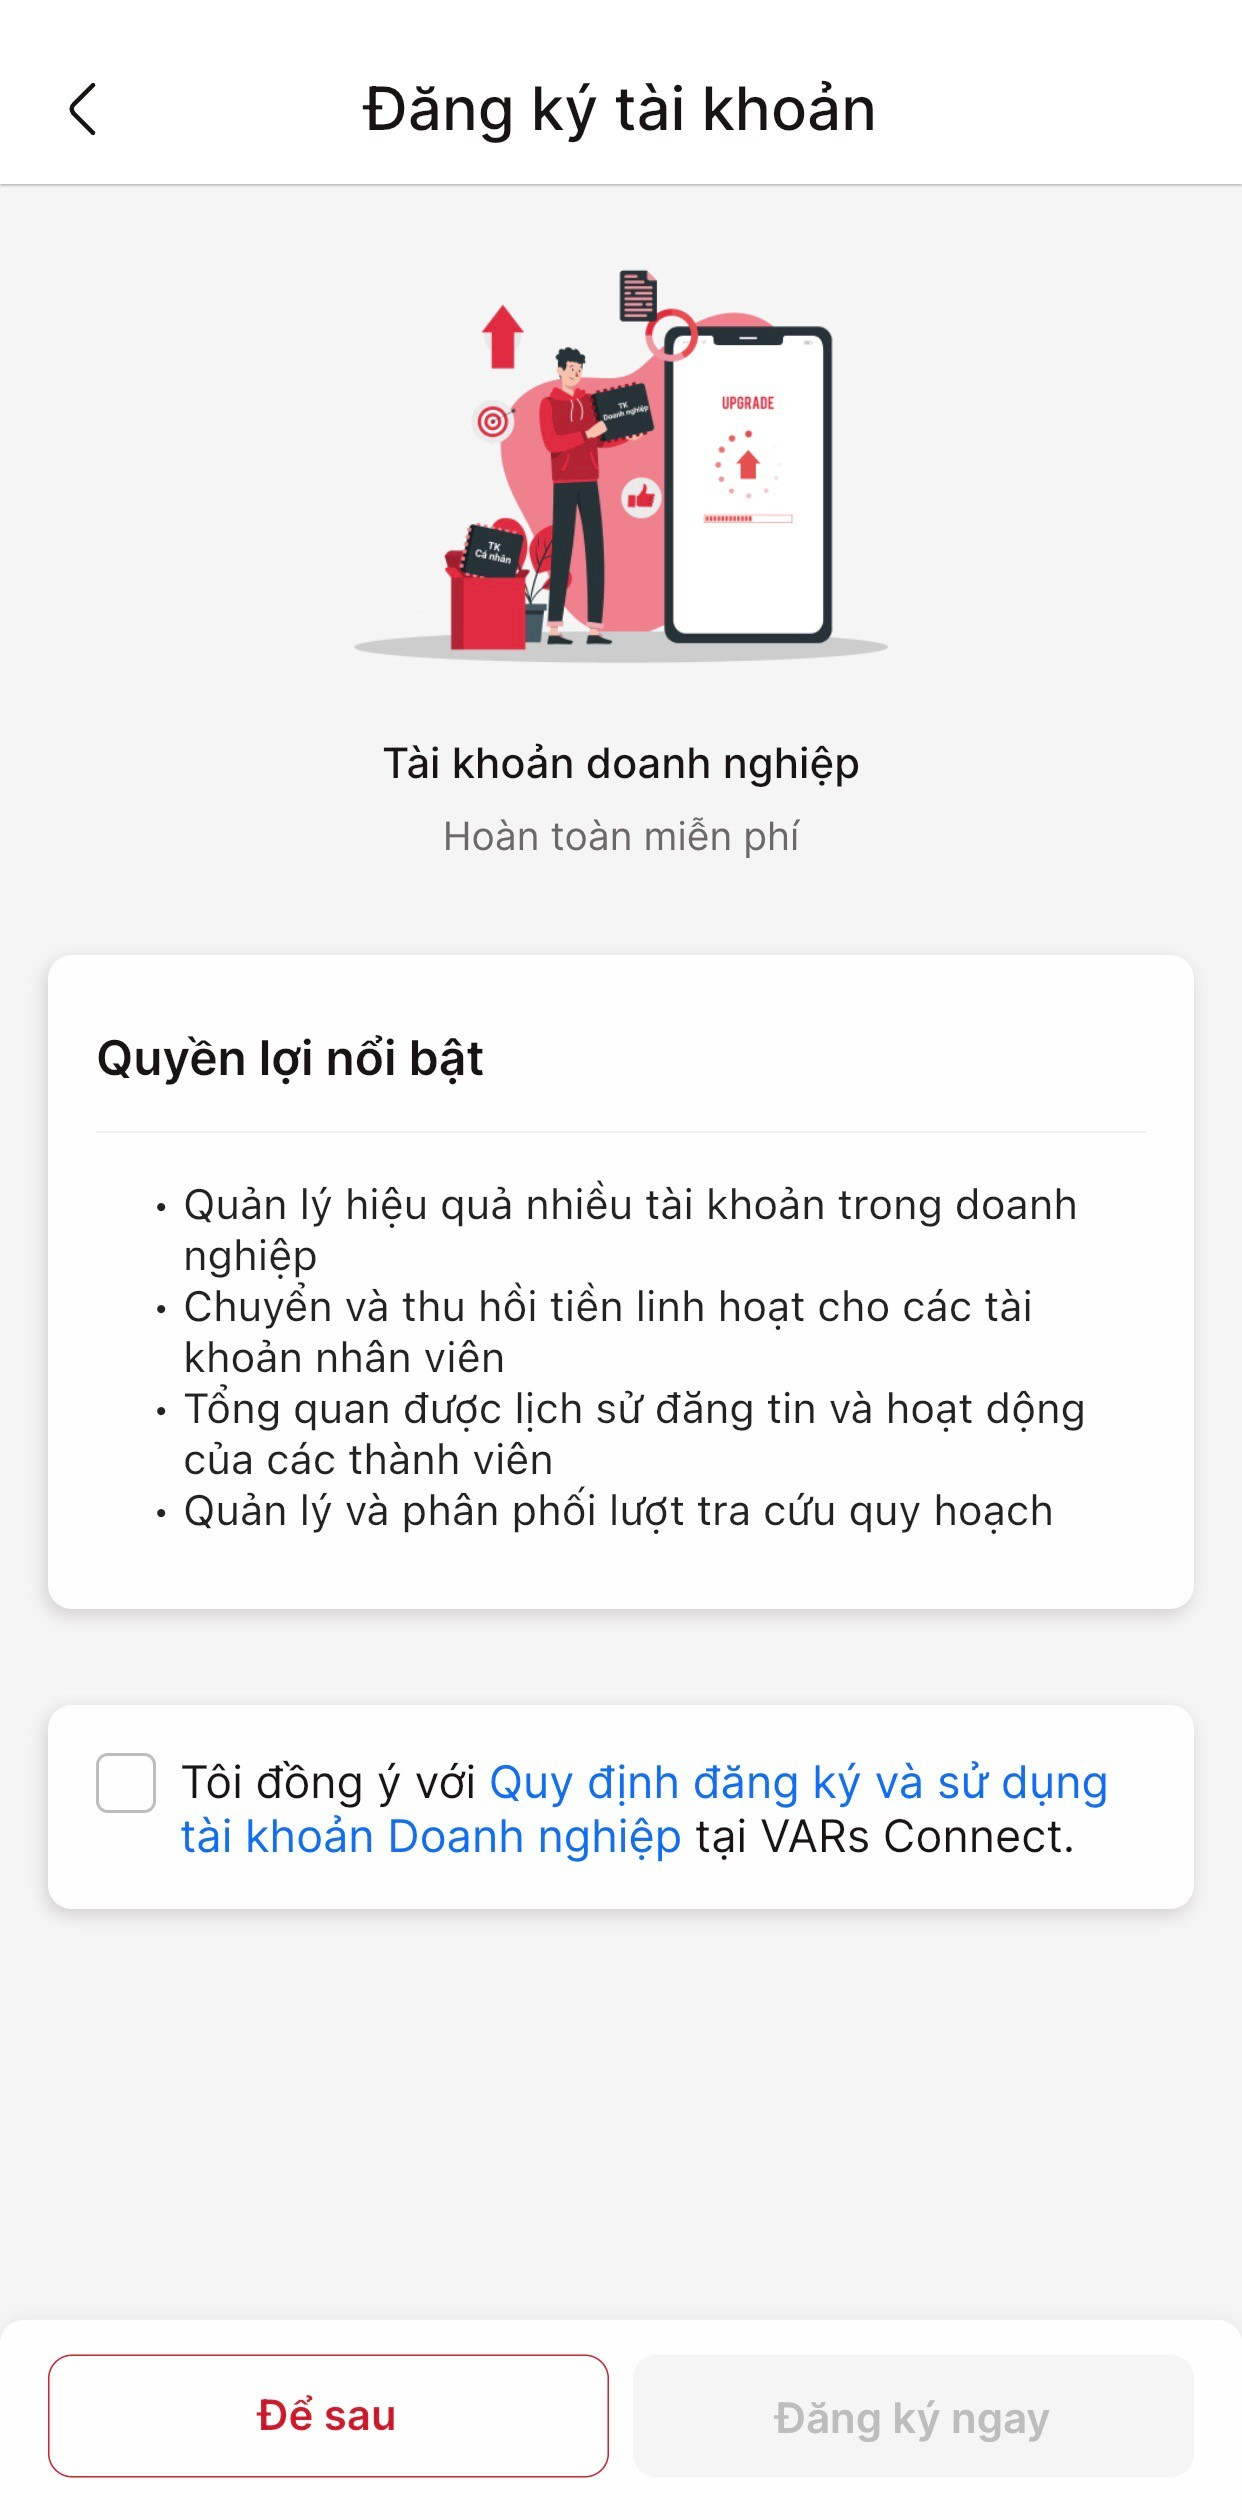 Đăng ký tài khoản
UPGRADE
TK
Doanh nghiệp
TK
Cá nhân
Tài khoản doanh nghiệp
Hoàn toàn miễn phí
Quyền lợi nổi bật
• Quản lý hiệu quả nhiều tài khoản trong doanh
nghiệp
• Chuyển và thu hồi tiền linh hoạt cho các tài
khoản nhân viên
• Tổng quan được lịch sử đăng tin và hoạt dộng
của các thành viên
• Quản lý và phân phối lượt tra cứu quy hoạch
Tôi đồng ý với Quy định đăng ký và sử dụng
tài khoản Doanh nghiệp tại VARs Connect.
Để sau
Đăng ký ngay